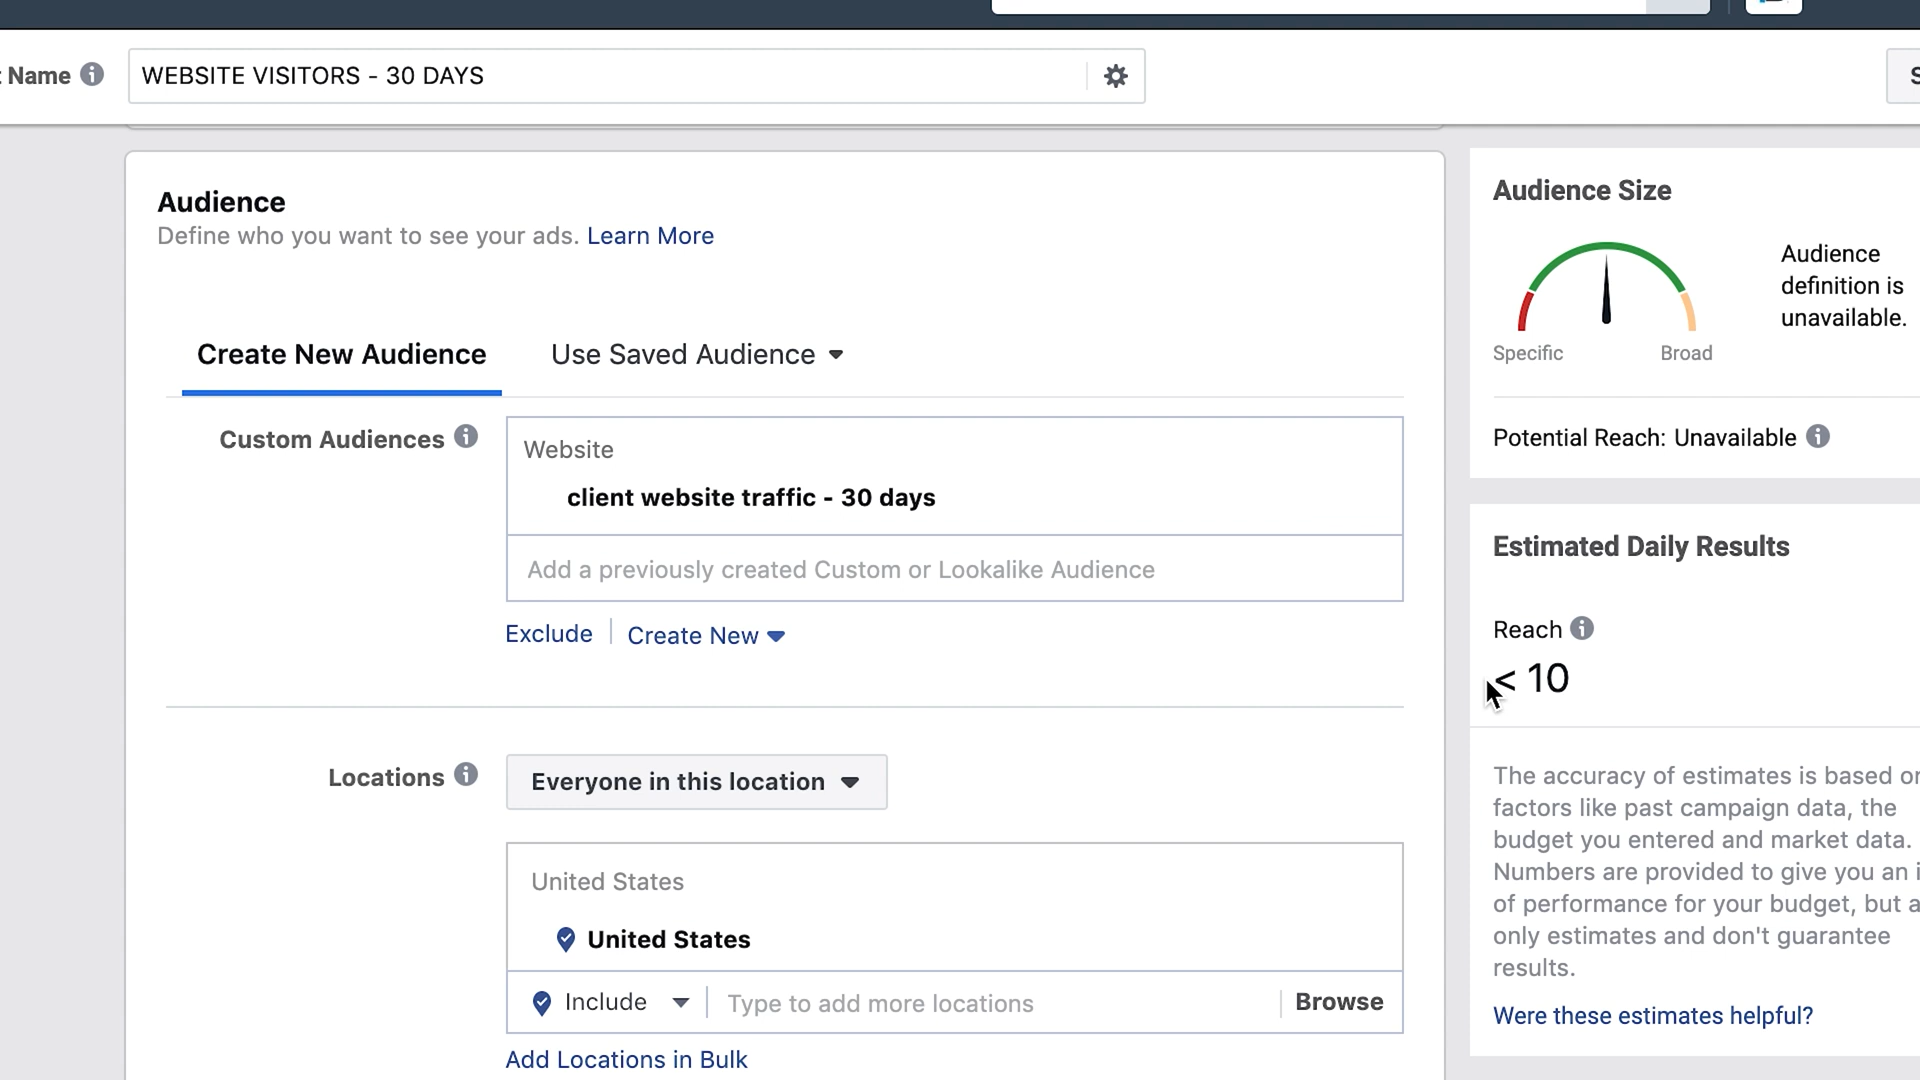 Name
WEBSITE VISITORS - 30 DAYS
Audience
Define who you want to see your ads. Learn More
Create New Audience
Use Saved Audience
Custom Audiences
Website
client website traffic - 30 days
Add a previously created Custom or Lookalike Audience
Exclude
Create New
Locations
Everyone in this location
United States
United States
Include
Type to add more locations
Browse
Add Locations in Bulk
Audience Size
Specific
Broad
Audience
definition is
unavailable.
Potential Reach: Unavailable
Estimated Daily Results
Reach
< 10
The accuracy of estimates is based
factors like past campaign data, the
budget you entered and market data.
Numbers are provided to give you an
of performance for your budget, but
only estimates and don't guarantee
results.
Were these estimates helpful?